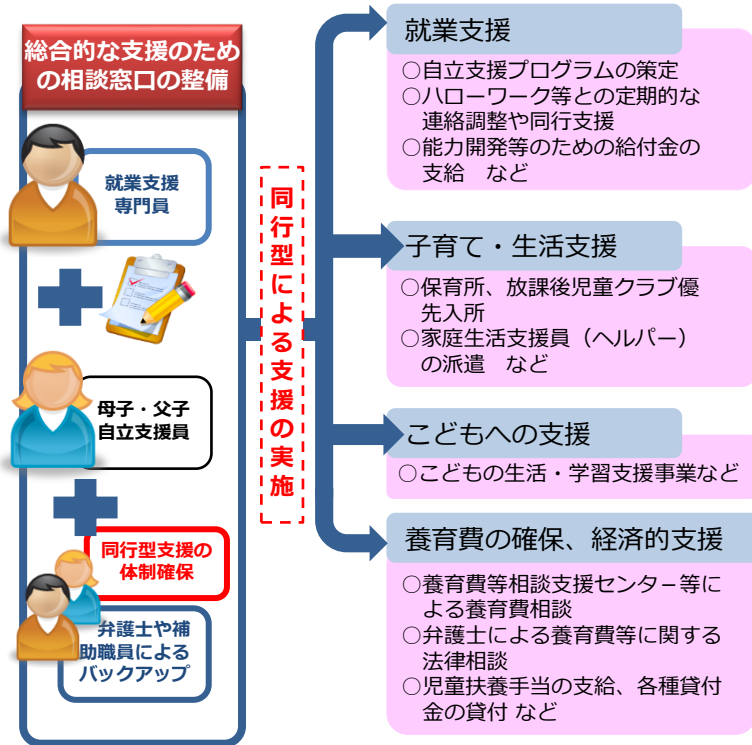 総合的な支援のため
の相談窓口の整備
就業支援
専門員
母子・父子
自立支援員
同行型支援の
体制確保
弁護士や補
助職員による
バックアップ
同行型による支援の実施
就業支援
○自立支援プログラムの策定
○ハローワーク等との定期的な
連絡調整や同行支援
○能力開発等のための給付金の
支給 など
子育て・生活支援
○保育所、放課後児童クラブ優
先入所
○家庭生活支援員（ヘルパー）
の派遣 など
こどもへの支援
○こどもの生活・学習支援事業など
養育費の確保、経済的支援
○養育費等相談支援センター等に
よる養育費相談
○弁護士による養育費等に関する
法律相談
○児童扶養手当の支給、各種貸付
金の貸付 など